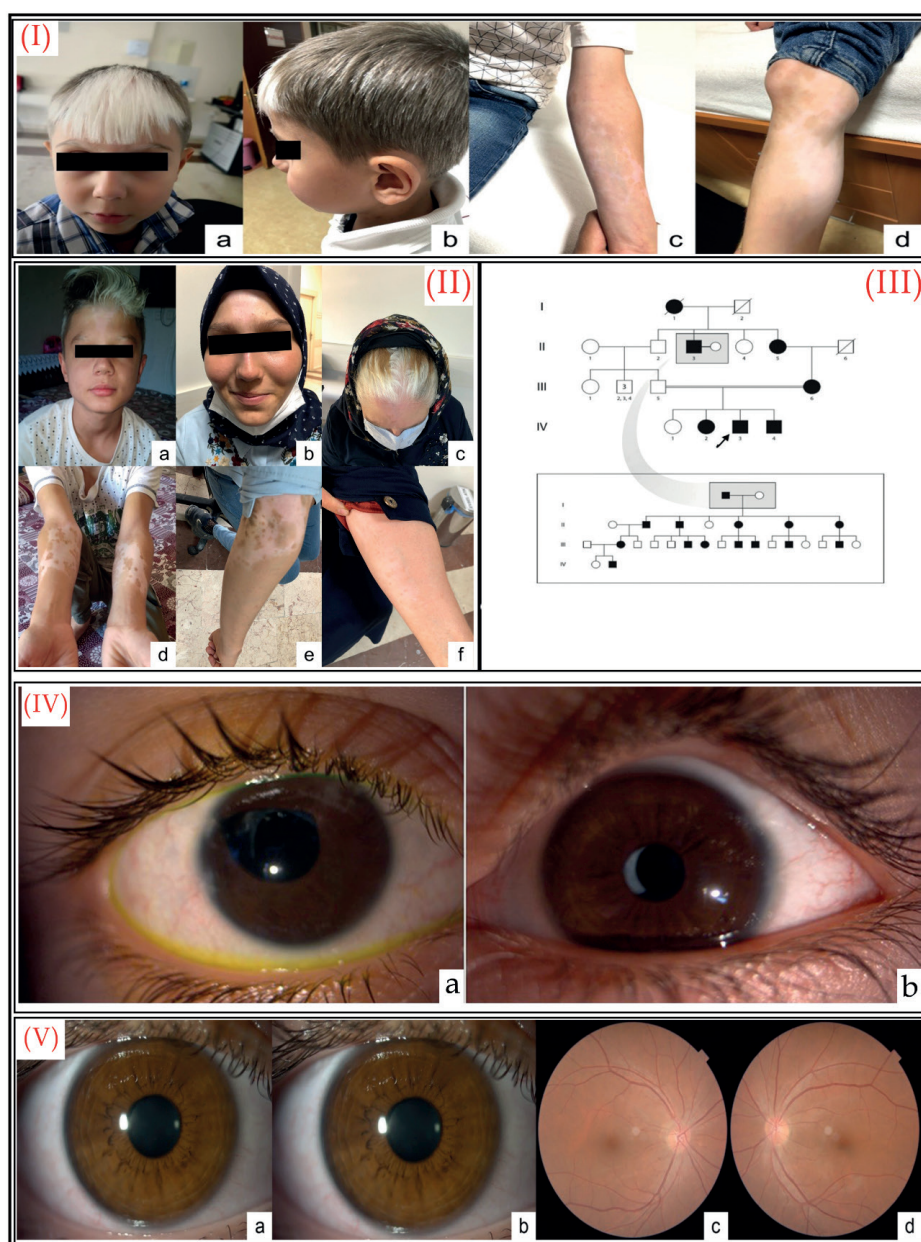 (I)
a b c d
(II)
a b c
d e f
(III)
I
1 2
II
1 2 3 4 5 6
III
1 3 5 6
2, 3, 4
IV
1 2 3 4
I
II
III
IV
(IV)
a b
(V)
a b c d